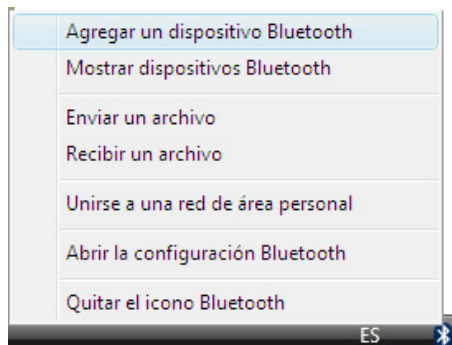 Agregar un dispositivo Bluetooth
Mostrar dispositivos Bluetooth
Enviar un archivo
Recibir un archivo
Unirse a una red de área personal
Abrir la configuración Bluetooth
Quitar el icono Bluetooth
ES